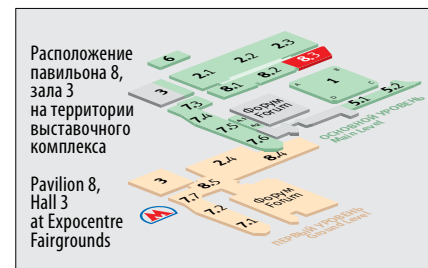 Расположение
павильона 8,
зала 3
на территории
выставочного
комплекса
Pavilion 8,
Hall 3
at Expocentre
Fairgrounds
6
2.1
2.2
2.3
8.3
3
8.1
8.2
1
A
B
C
D
7.3
7.4
7.5
7.6
Форум
Forum
5.1
5.2
ОСНОВНОЙ УРОВЕНЬ
Main Level
2.4
8.4
3
8.5
7.7
7.2
7.1
Форум
Forum
М
ПЕРВЫЙ УРОВЕНЬ
Ground Level